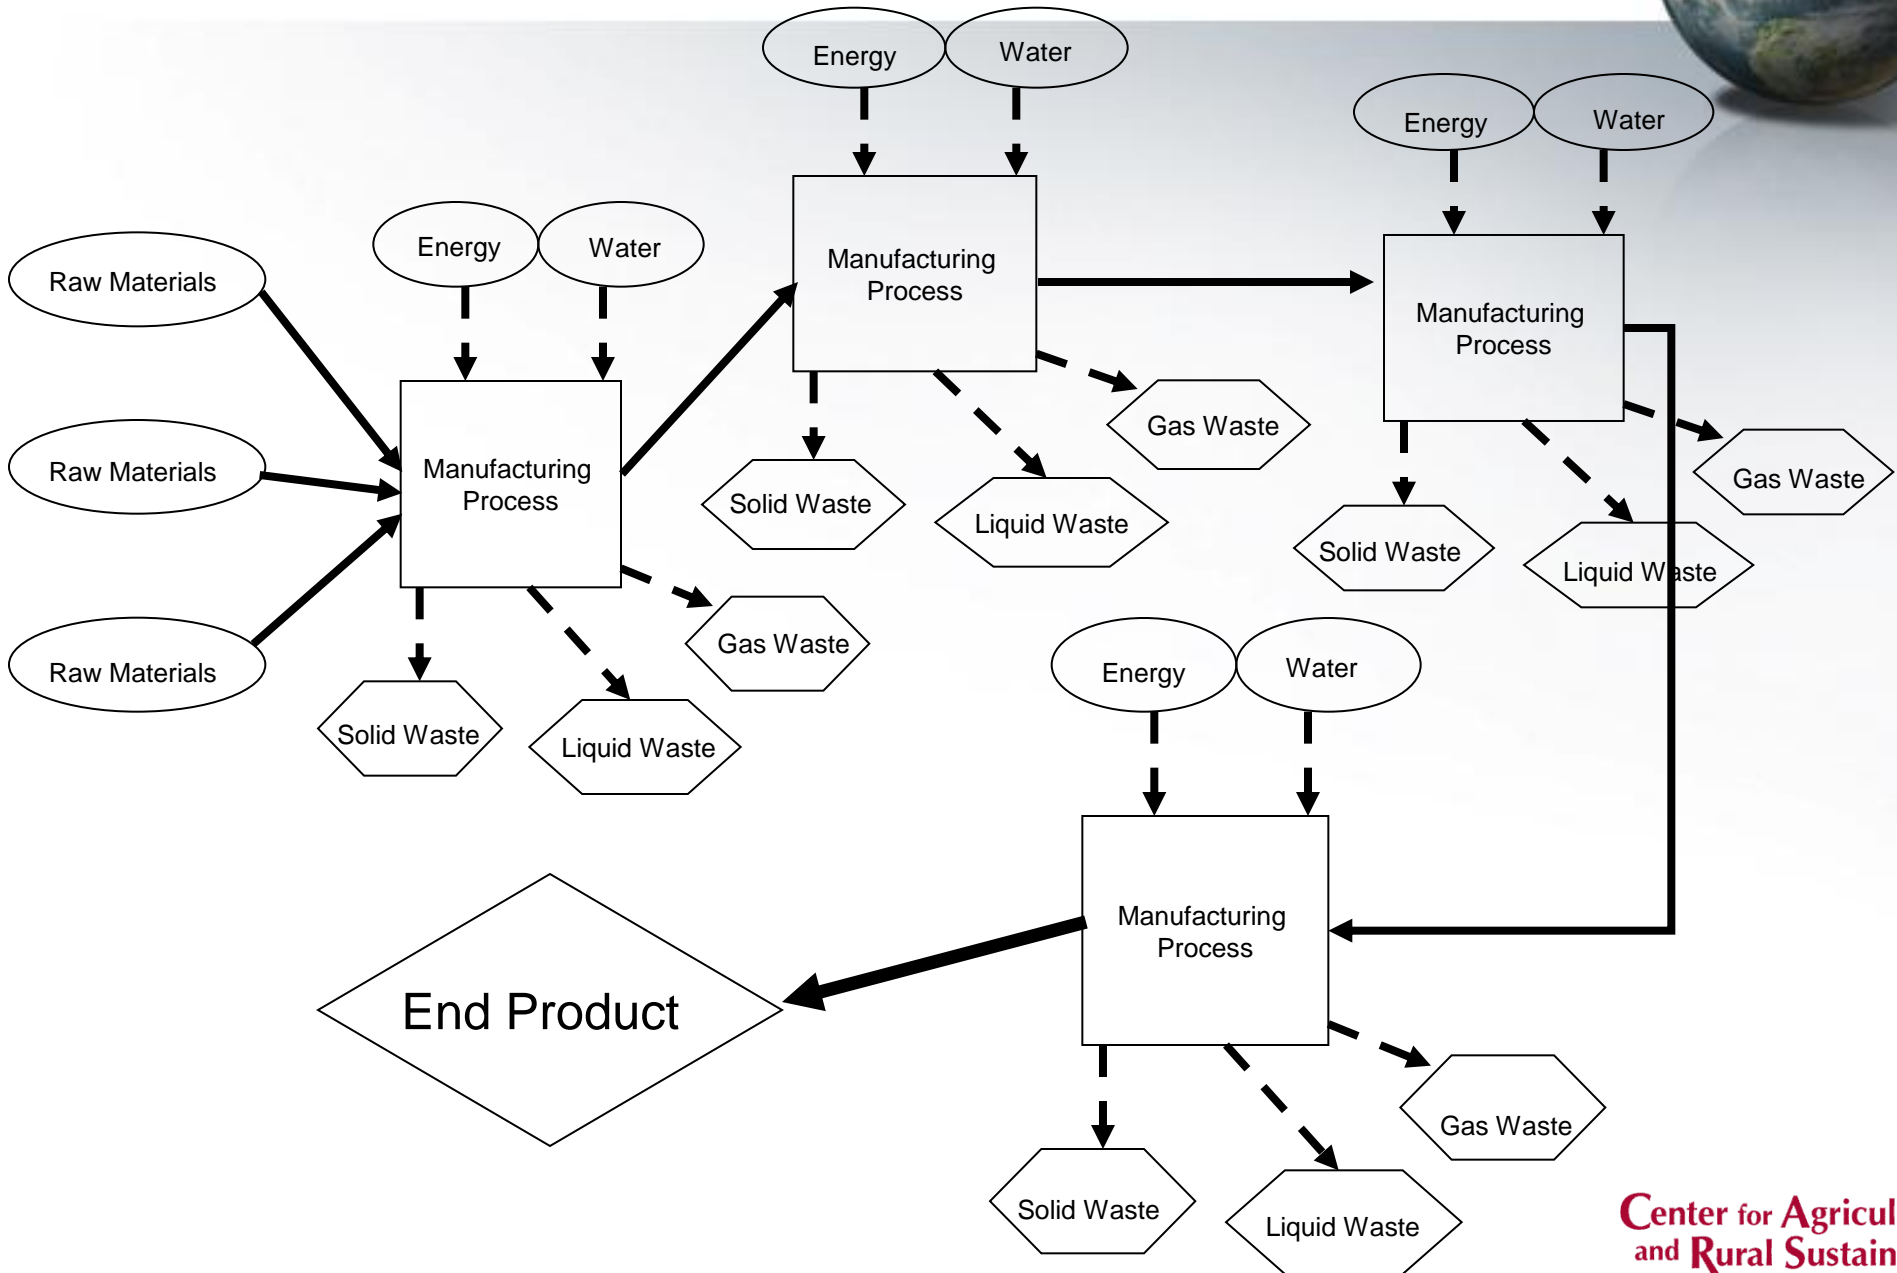 Energy
Water
Energy
Water
Energy
Water
Raw Materials
Manufacturing
Process
Manufacturing
Process
Raw Materials
Manufacturing
Process
Gas Waste
Solid Waste
Liquid Waste
Gas Waste
Solid Waste
Liquid Waste
Raw Materials
Gas Waste
Solid Waste
Liquid Waste
Energy
Water
Manufacturing
Process
End Product
Gas Waste
Solid Waste
Liquid Waste
Center for Agricul
and Rural Sustain